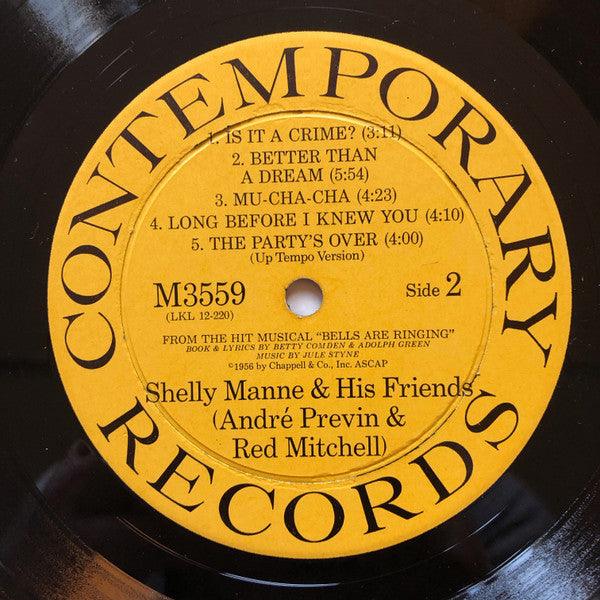 CONTEMPORARY
1. IS IT A CRIME? (3:11)
2. BETTER THAN
A DREAM (5:54)
3. MU-CHA-CHA (4:23)
4. LONG BEFORE I KNEW YOU (4:10)
5. THE PARTY'S OVER (4:00)
(Up Tempo Version)
M3559
Side 2
(LKL 12-220)
FROM THE HIT MUSICAL "BELLS ARE RINGING"
BOOK & LYRICS BY BETTY COMDEN & ADOLPH GREEN
MUSIC BY JULE STYNE
©1956 by Chappell & Co., Inc. ASCAP
Shelly Manne & His Friends
(André Previn &
Red Mitchell)
RECORDS